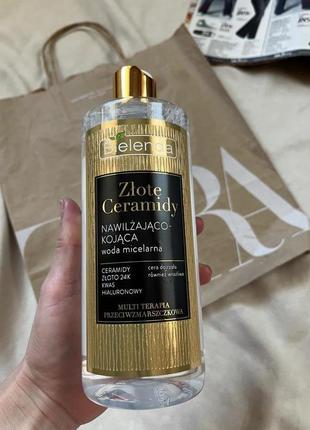 Bielenda
Złote
Ceramidy
NAWILŻAJĄCO-
KOJĄCA
woda micelarna
CERAMIDY
ZŁOTO 24K
KWAS
HIALURONOWY
cera dojrzała
również wrażliwa
MULTI TERAPIA
PRZECIWZMARSZCZKOWA
RA